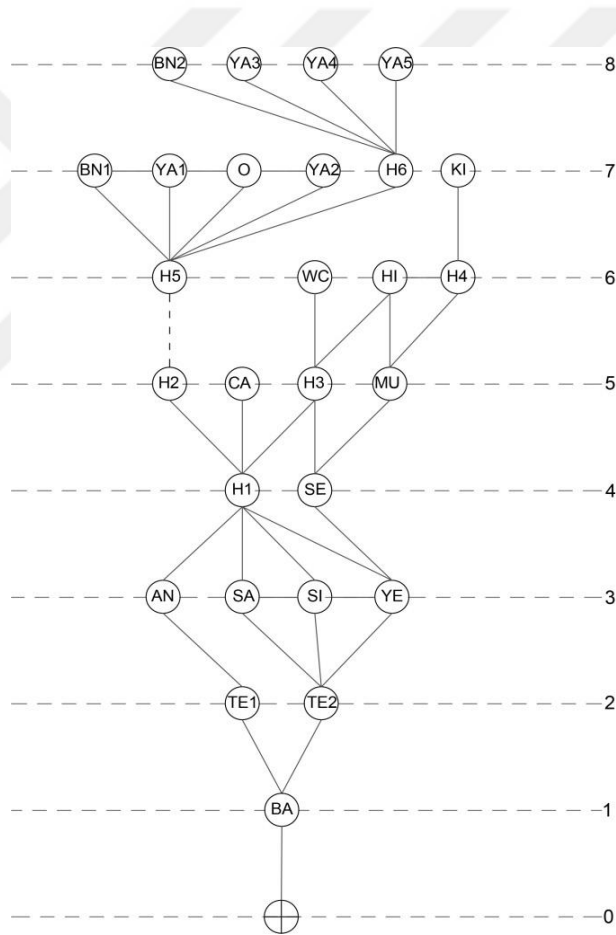 BN2 YA3 YA4 YA5 8
BN1 YA1 O YA2 H6 KI 7
H5 WC HI H4 6
H2 CA H3 MU 5
H1 SE 4
AN SA SI YE 3
TE1 TE2 2
BA 1
0